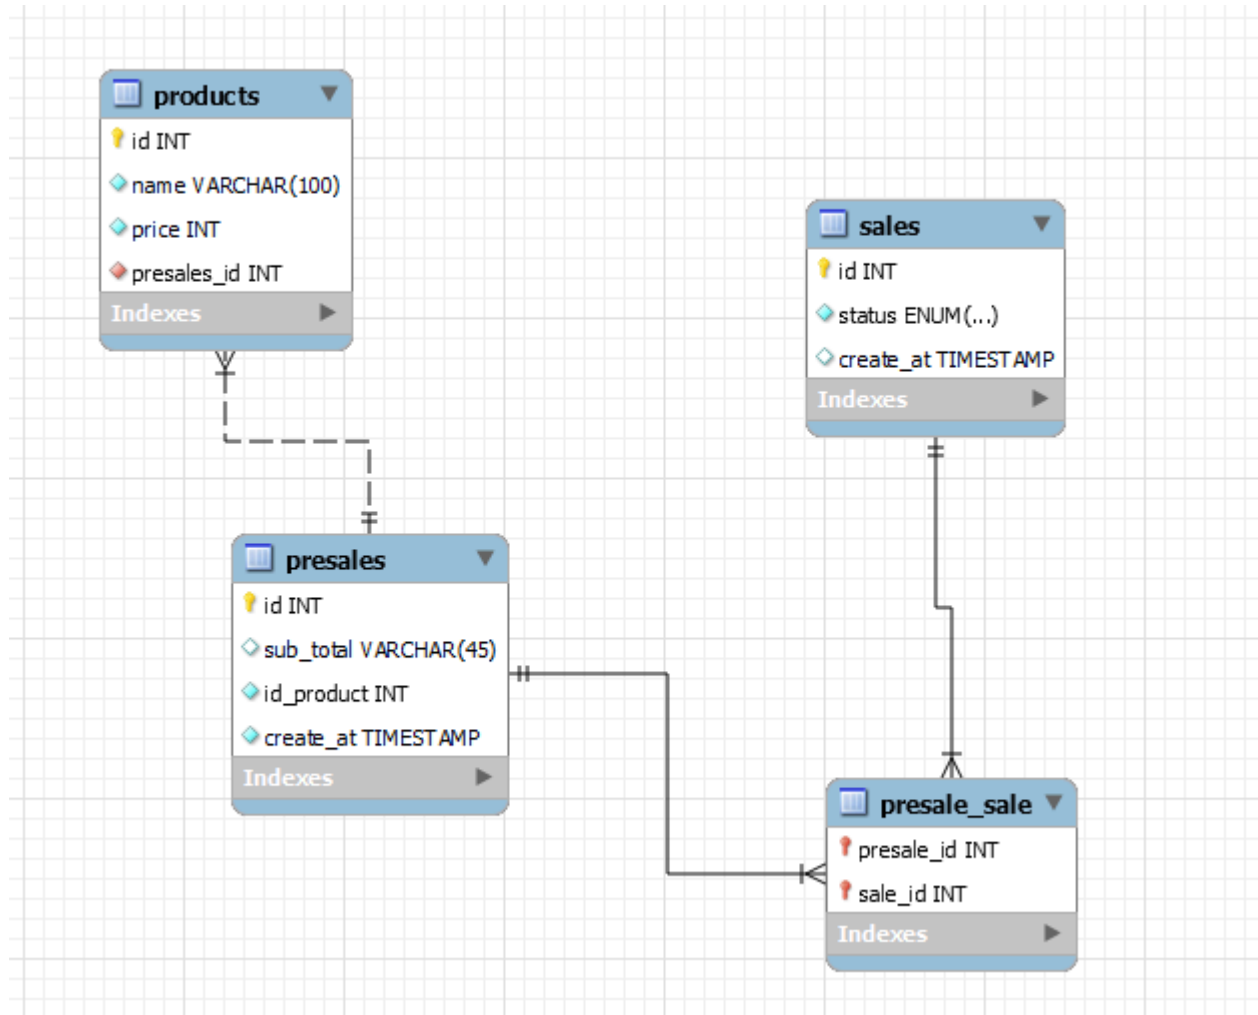 products
id INT
name VARCHAR(100)
price INT
presales_id INT
Indexes
sales
id INT
status ENUM(...)
create_at TIMESTAMP
Indexes
presales
id INT
sub_total VARCHAR(45)
id_product INT
create_at TIMESTAMP
Indexes
presale_sale
presale_id INT
sale_id INT
Indexes